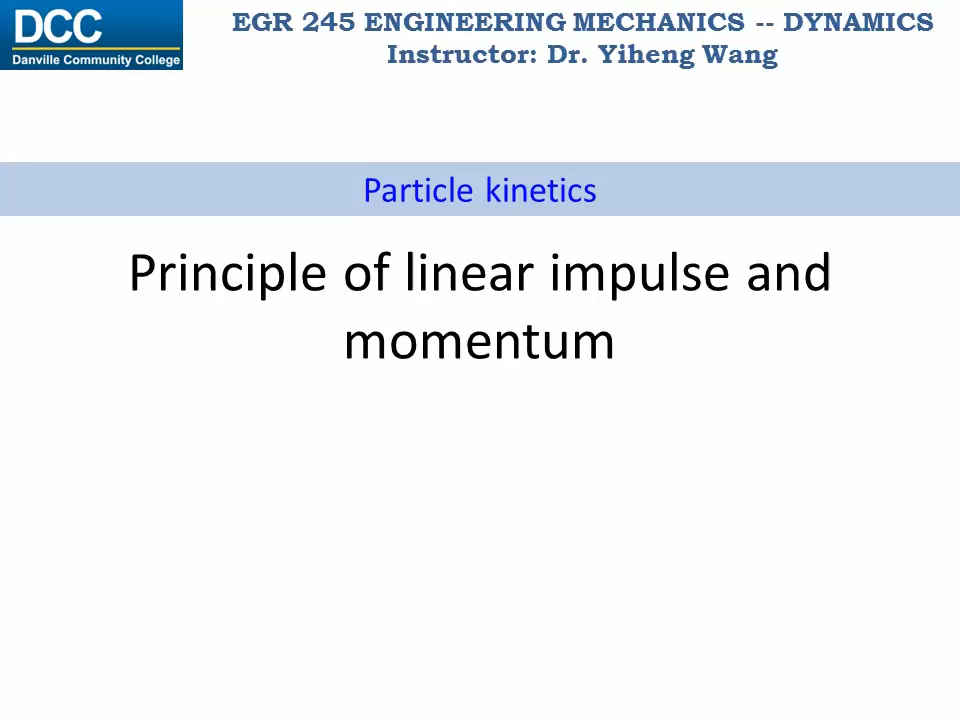 DCC
Danville Community College
EGR 245 ENGINEERING MECHANICS -- DYNAMICS
Instructor: Dr. Yiheng Wang
Particle kinetics
Principle of linear impulse and
momentum